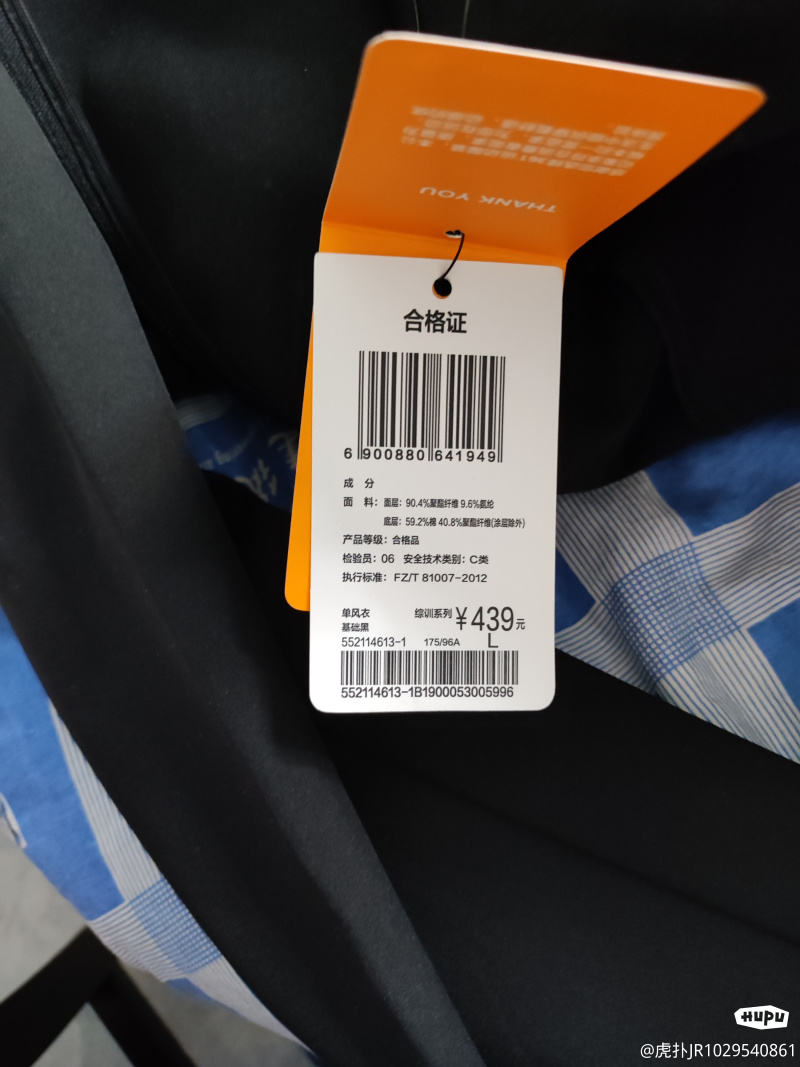 THANK YOU
合格证
6 900880 641949
成 分
面 料：面层：90.4%聚酯纤维 9.6%氨纶
底层：59.2%棉 40.8%聚酯纤维(涂层除外)
产品等级：合格品
检验员：06 安全技术类别：C类
执行标准：FZ/T 81007-2012
单风衣 综训系列 ¥439元
基础黑
552114613-1 175/96A L
552114613-1B1900053005996
HUPU
@虎扑JR1029540861